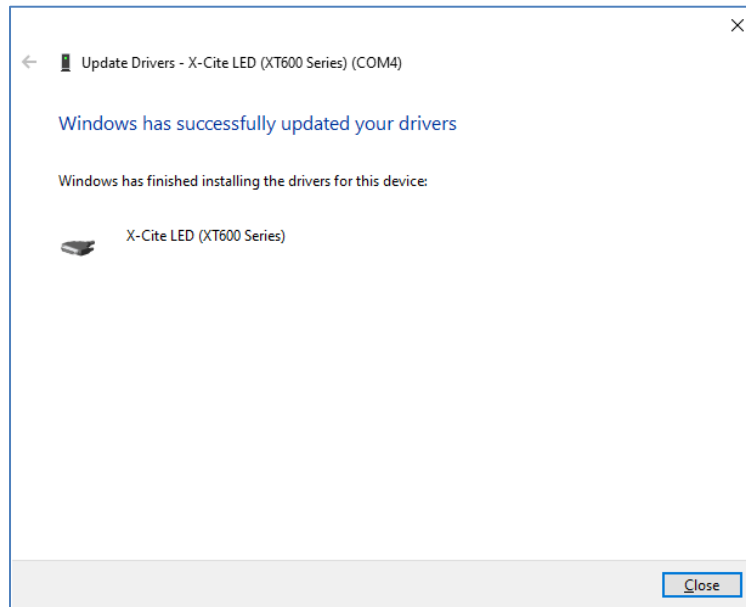 Update Drivers - X-Cite LED (XT600 Series) (COM4)
Windows has successfully updated your drivers
Windows has finished installing the drivers for this device:
X-Cite LED (XT600 Series)
Close